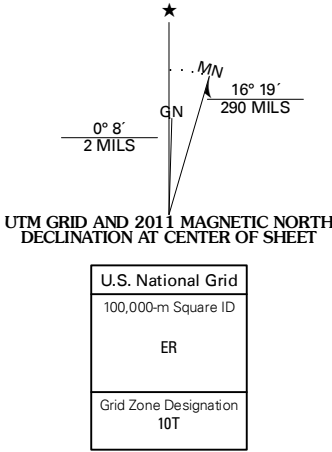 ★
MN
GN
16° 19´
290 MILS
0° 8´
2 MILS
UTM GRID AND 2011 MAGNETIC NORTH
DECLINATION AT CENTER OF SHEET
U.S. National Grid
100,000-m Square ID
ER
Grid Zone Designation
10T